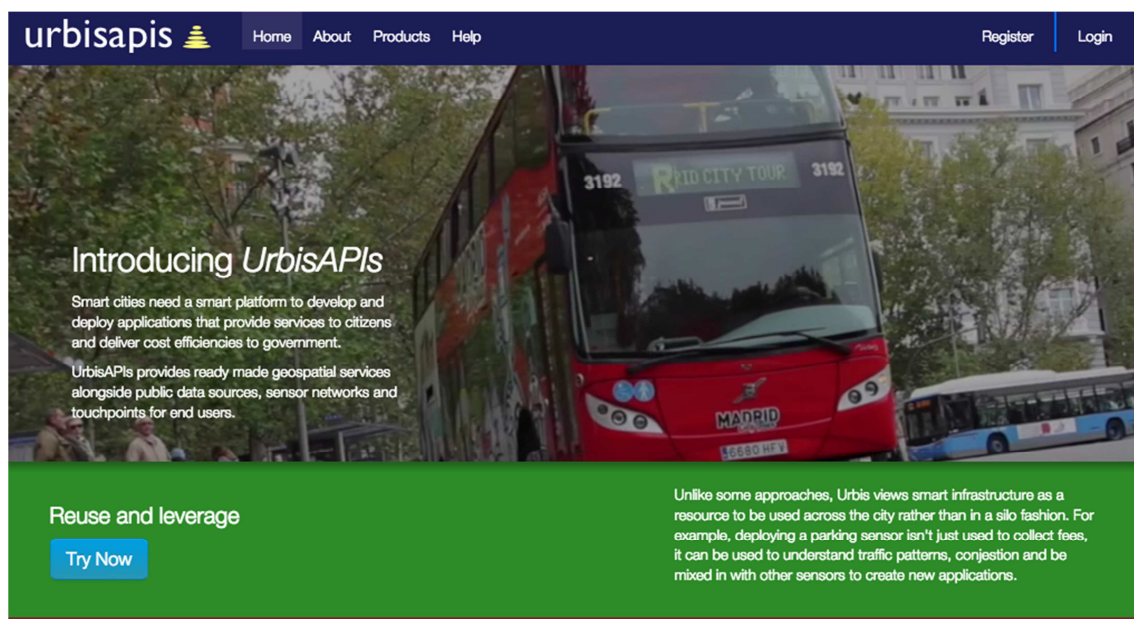 urbisapis
Home About Products Help
Register Login
3192 RID CITY TOUR 3192
Introducing UrbisAPIs
Smart cities need a smart platform to develop and
deploy applications that provide services to citizens
and deliver cost efficiencies to government.
UrbisAPIs provides ready made geospatial services
alongside public data sources, sensor networks and
touchpoints for end users.
MADRID
6680 HFV
Reuse and leverage
Try Now
Unlike some approaches, Urbis views smart infrastructure as a
resource to be used across the city rather than in a silo fashion. For
example, deploying a parking sensor isn't just used to collect fees,
it can be used to understand traffic patterns, conjestion and be
mixed in with other sensors to create new applications.